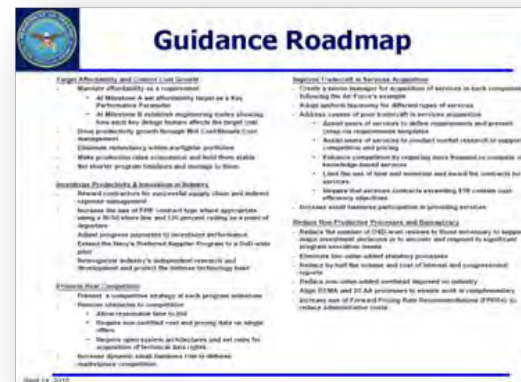 Guidance Roadmap
Target Affordability and Control Cost Growth
Mandate affordability as a requirement
At Milestone A set affordability target as a Key
Performance Parameter
At Milestone B establish engineering trades showing
how each key design feature affects the target cost
Drive productivity growth through Will Cost/Should Cost
management
Eliminate redundancy within warfighter portfolios
Make production rates economical and hold them stable
Set shorter program timelines and manage to them
Incentivize Productivity & Innovation in Industry
Reward contractors for successful supply chain and indirect
expense management
Increase the use of FPIF contract type where appropriate
using a 50/50 share line and 120 percent ceiling as a point of
departure
Adjust progress payments to incentivize performance
Extend the Navy's Preferred Supplier Program to a DoD-wide
pilot
Reinvigorate industry's independent research and
development and protect the defense technology base
Promote Real Competition
Present a competitive strategy at each program milestone
Remove obstacles to competition
Allow reasonable time to bid
Require non-certified cost and pricing data on single
offers
Require open system architectures and set rules for
acquisition of technical data rights
Increase dynamic small business role in defense
marketplace competition
Improve Tradecraft in Services Acquisition
Create a senior manager for acquisition of services in each component
following the Air Force's example
Adopt uniform taxonomy for different types of services
Address causes of poor tradecraft in services acquisition
Assist users of services to define requirements and prevent
creep via requirements templates
Assist users of services to conduct market research to support
competition and pricing
Enhance competition by requiring more frequent re-compete of
knowledge-based services
Limit the use of time and materials and award fee contracts for
services
Require that services contracts exceeding $1B contain cost
efficiency objectives
Increase small business participation in providing services
Reduce Non-Productive Processes and Bureaucracy
Reduce the number of OSD-level reviews to those necessary to support
major investment decisions or to uncover and respond to significant
program execution issues
Eliminate low-value-added statutory processes
Reduce by half the volume and cost of internal and congressional
reports
Reduce non-value-added overhead imposed on industry
Align DCMA and DCAA processes to ensure work is complementary
Increase use of Forward Pricing Rate Recommendations (FPRRs) to
reduce administrative costs
Sept 14, 2010